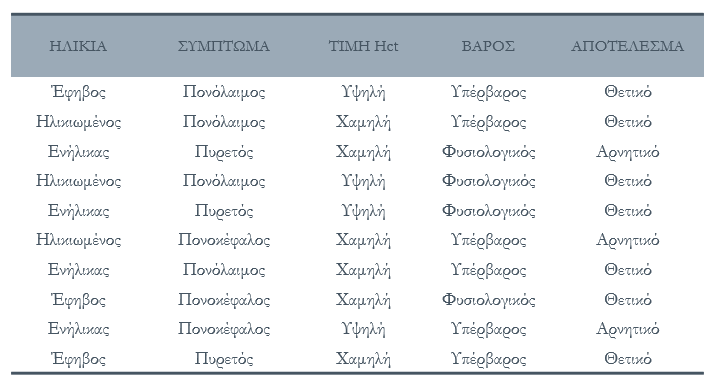 ΗΛΙΚΙΑ ΣΥΜΠΤΩΜΑ ΤΙΜΗ Hct ΒΑΡΟΣ ΑΠΟΤΕΛΕΣΜΑ
Έφηβος Πονόλαιμος Υψηλή Υπέρβαρος Θετικό
Ηλικιωμένος Πονόλαιμος Χαμηλή Υπέρβαρος Θετικό
Ενήλικας Πυρετός Χαμηλή Φυσιολογικός Αρνητικό
Ηλικιωμένος Πονόλαιμος Υψηλή Φυσιολογικός Θετικό
Ενήλικας Πυρετός Υψηλή Φυσιολογικός Θετικό
Ηλικιωμένος Πονοκέφαλος Χαμηλή Υπέρβαρος Αρνητικό
Ενήλικας Πονόλαιμος Χαμηλή Υπέρβαρος Θετικό
Έφηβος Πονοκέφαλος Χαμηλή Φυσιολογικός Θετικό
Ενήλικας Πονοκέφαλος Υψηλή Υπέρβαρος Αρνητικό
Έφηβος Πυρετός Χαμηλή Υπέρβαρος Θετικό